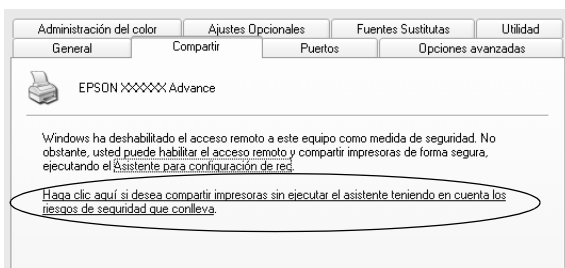 Administración del color Ajustes Opcionales Fuentes Sustitutas Utilidad
General Compartir Puertos Opciones avanzadas
EPSON XXXXXX Advance
Windows ha deshabilitado el acceso remoto a este equipo como medida de seguridad. No
obstante, usted puede habilitar el acceso remoto y compartir impresoras de forma segura,
ejecutando el Asistente para configuración de red.
Haga clic aquí si desea compartir impresoras sin ejecutar el asistente teniendo en cuenta los
riesgos de seguridad que conlleva.